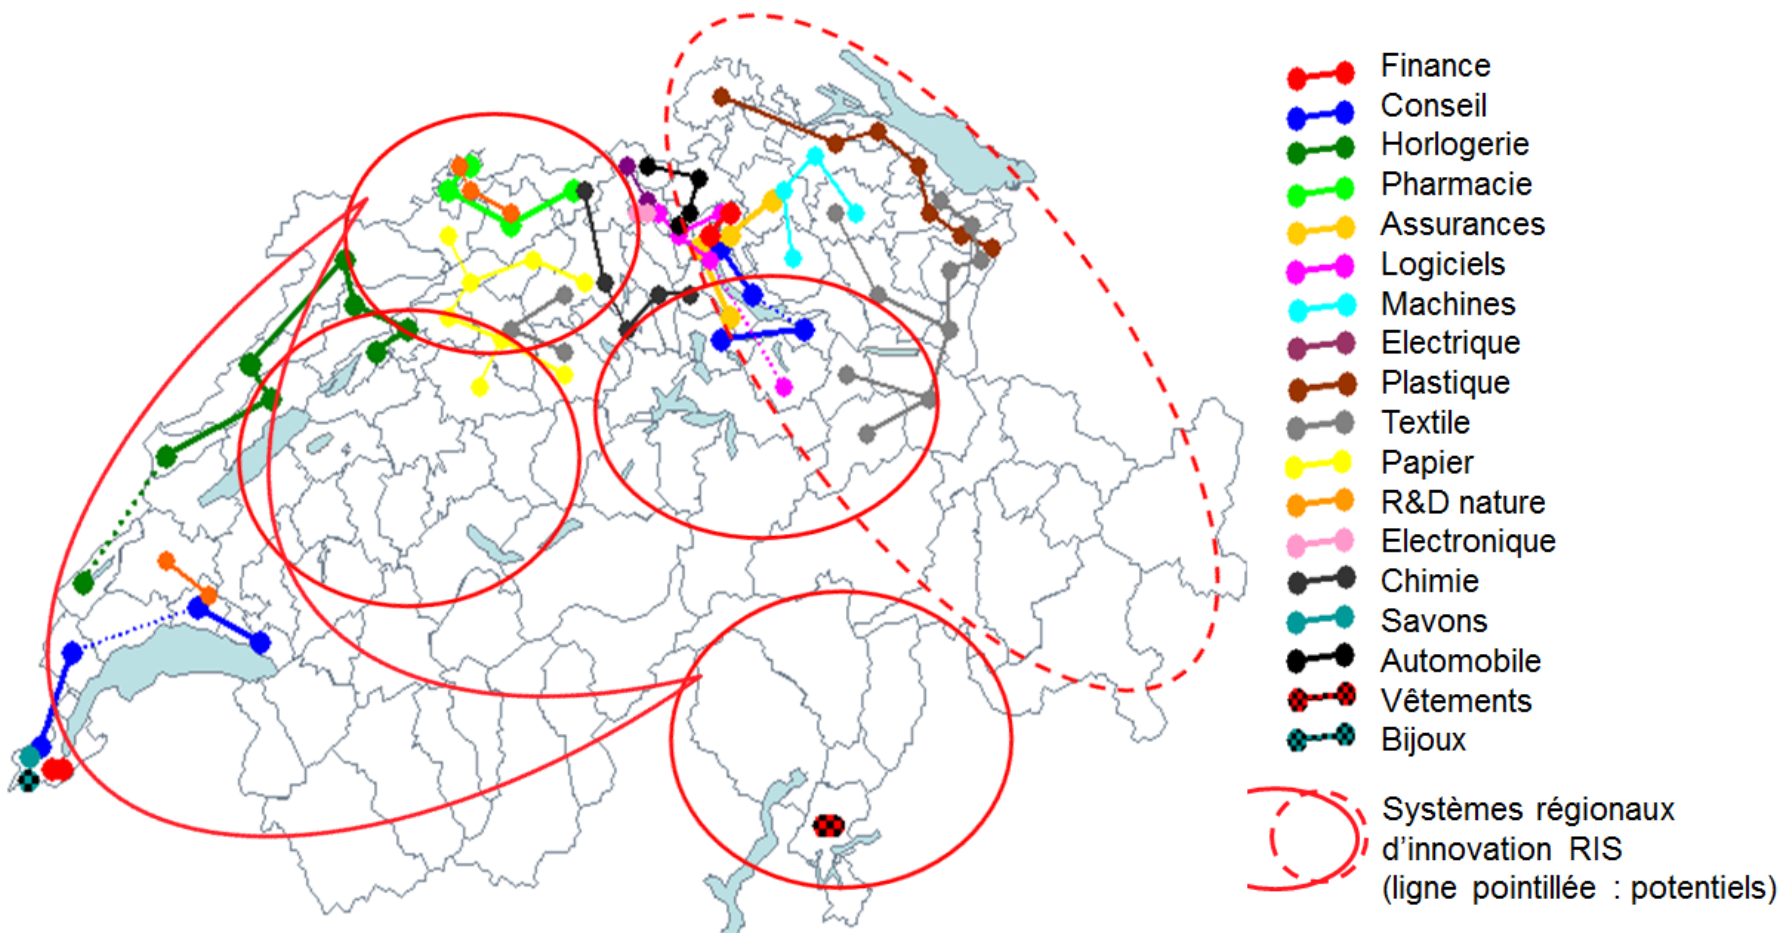 Finance
Conseil
Horlogerie
Pharmacie
Assurances
Logiciels
Machines
Electrique
Plastique
Textile
Papier
R&D nature
Electronique
Chimie
Savons
Automobile
Vêtements
Bijoux
Systèmes régionaux
d’innovation RIS
(ligne pointillée : potentiels)